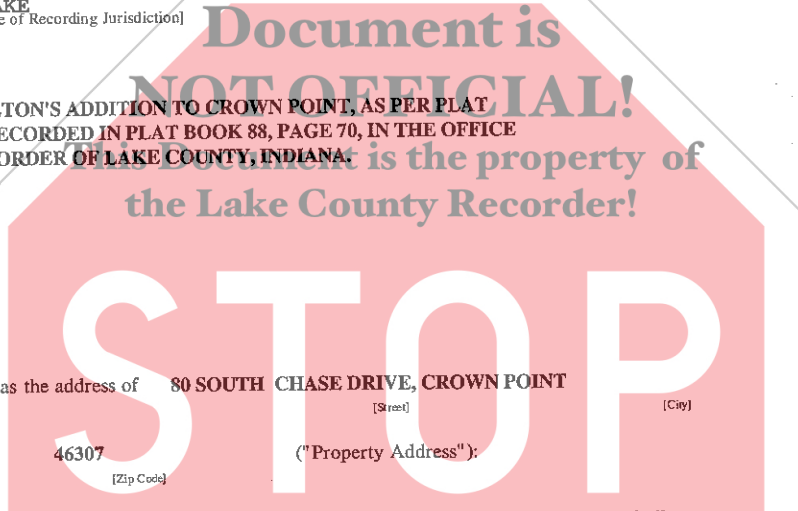 AKE
e of Recording Jurisdiction]
Document is
NOT OFFICIAL!
TON'S ADDITION TO CROWN POINT, AS PER PLAT
ECORDED IN PLAT BOOK 88, PAGE 70, IN THE OFFICE
ORDER OF LAKE COUNTY, INDIANA.
This Document is the property of
the Lake County Recorder!
STOP
as the address of 80 SOUTH CHASE DRIVE, CROWN POINT
[Street] [City]
46307 ("Property Address"):
[Zip Code]